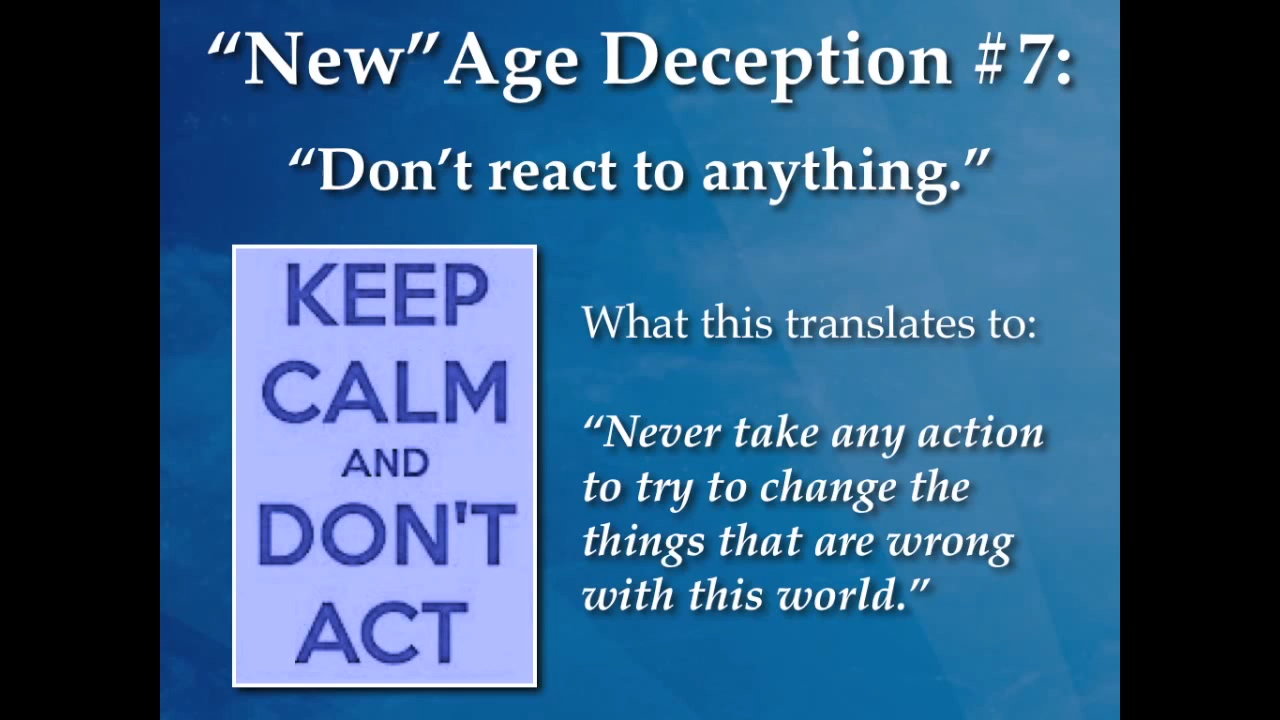 “New” Age Deception #7:
“Don’t react to anything.”
KEEP
CALM
AND
DON'T
ACT
What this translates to:
“Never take any action
to try to change the
things that are wrong
with this world.”